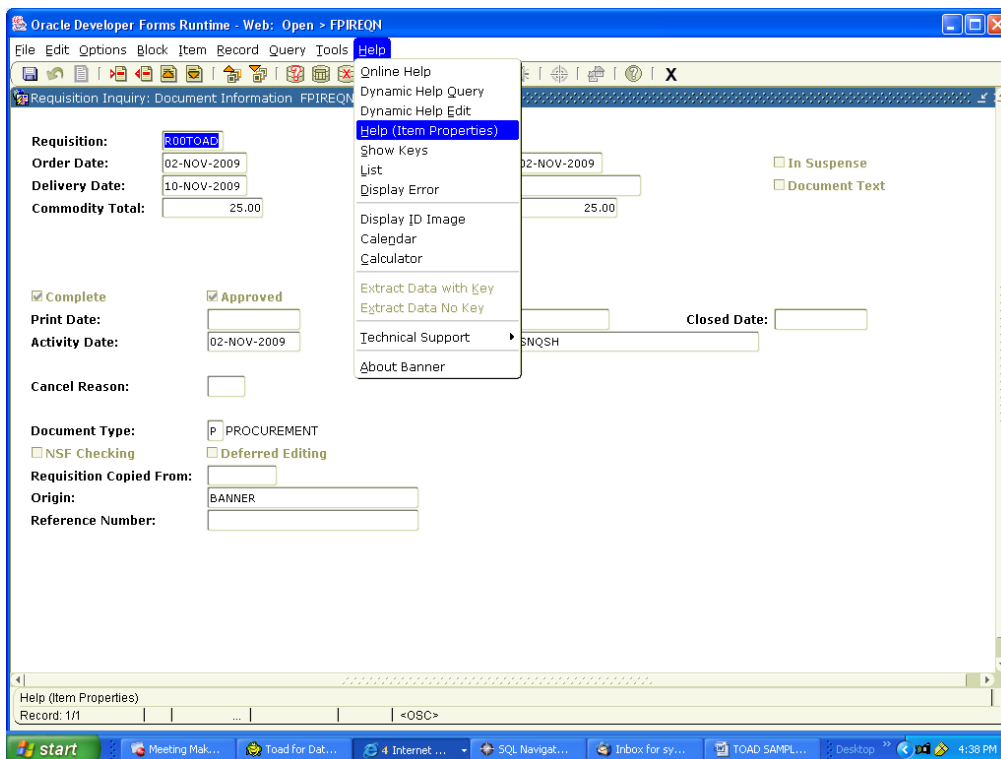 Oracle Developer Forms Runtime - Web: Open > FPIREQN
File Edit Options Block Item Record Query Tools Help
X
Requisition Inquiry: Document Information FPIREQN
Online Help
Dynamic Help Query
Dynamic Help Edit
Help (Item Properties)
Show Keys
List
Display Error
Display ID Image
Calendar
Calculator
Extract Data with Key
Extract Data No Key
Technical Support
About Banner
Requisition: R00TOAD
Order Date: 02-NOV-2009 02-NOV-2009 In Suspense
Delivery Date: 10-NOV-2009 Document Text
Commodity Total: 25.00 25.00
Complete Approved
Print Date: Closed Date:
Activity Date: 02-NOV-2009 SNQSH
Cancel Reason:
Document Type: P PROCUREMENT
NSF Checking Deferred Editing
Requisition Copied From:
Origin: BANNER
Reference Number:
Help (Item Properties)
Record: 1/1 ... <OSC>
start Meeting Mak... Toad for Dat... 4 Internet ... SQL Navigat... Inbox for sy... TOAD SAMPL... Desktop » 4:38 PM